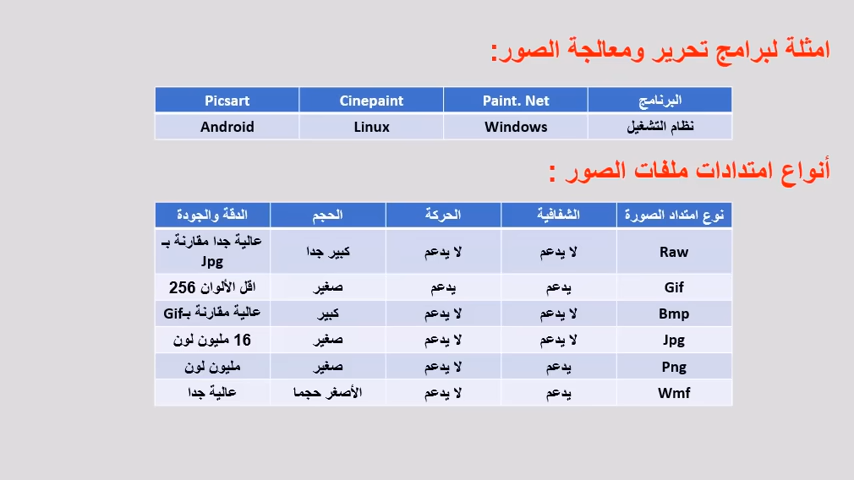 امثلة لبرامج تحرير ومعالجة الصور:
البرنامج Paint. Net Cinepaint Picsart
نظام التشغيل Windows Linux Android
أنواع امتدادات ملفات الصور :
نوع امتداد الصورة الشفافية الحركة الحجم الدقة والجودة
Raw لا يدعم لا يدعم كبير جدا عالية جدا مقارنة بـ
Jpg
Gif يدعم يدعم صغير اقل الألوان 256
Bmp لا يدعم لا يدعم كبير عالية مقارنة بـGif
Jpg لا يدعم لا يدعم صغير 16 مليون لون
Png يدعم لا يدعم صغير مليون لون
Wmf يدعم لا يدعم الأصغر حجما عالية جدا